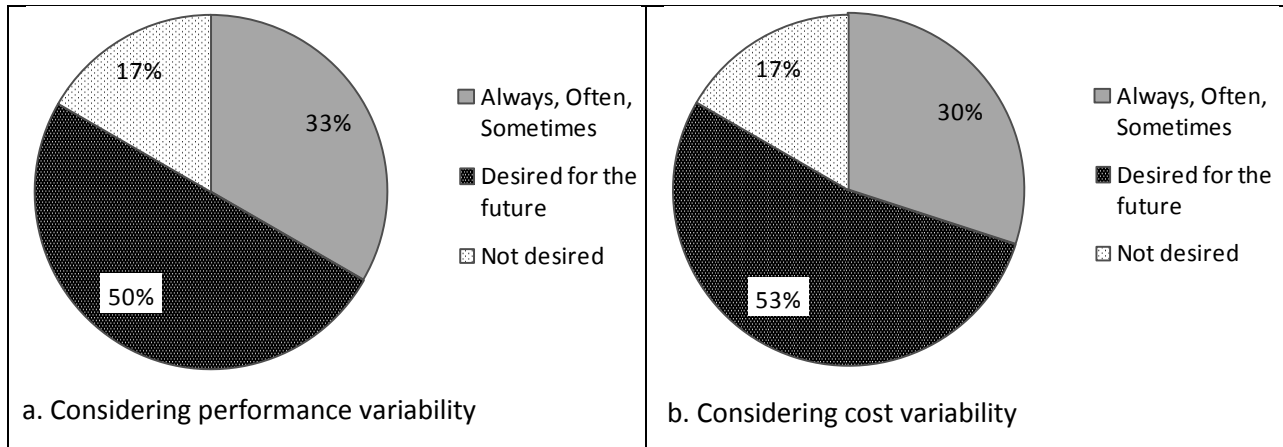 17%
33%
50%
Always, Often,
Sometimes
Desired for the
future
Not desired
a. Considering performance variability
17%
30%
53%
Always, Often,
Sometimes
Desired for the
future
Not desired
b. Considering cost variability